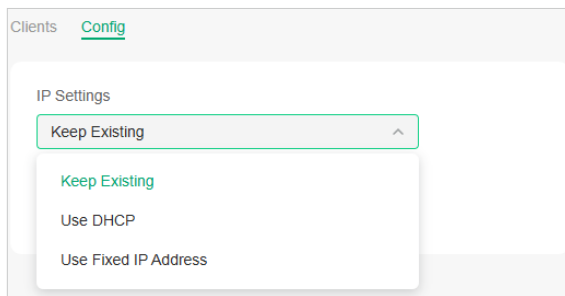 Clients Config
IP Settings
Keep Existing
Keep Existing
Use DHCP
Use Fixed IP Address